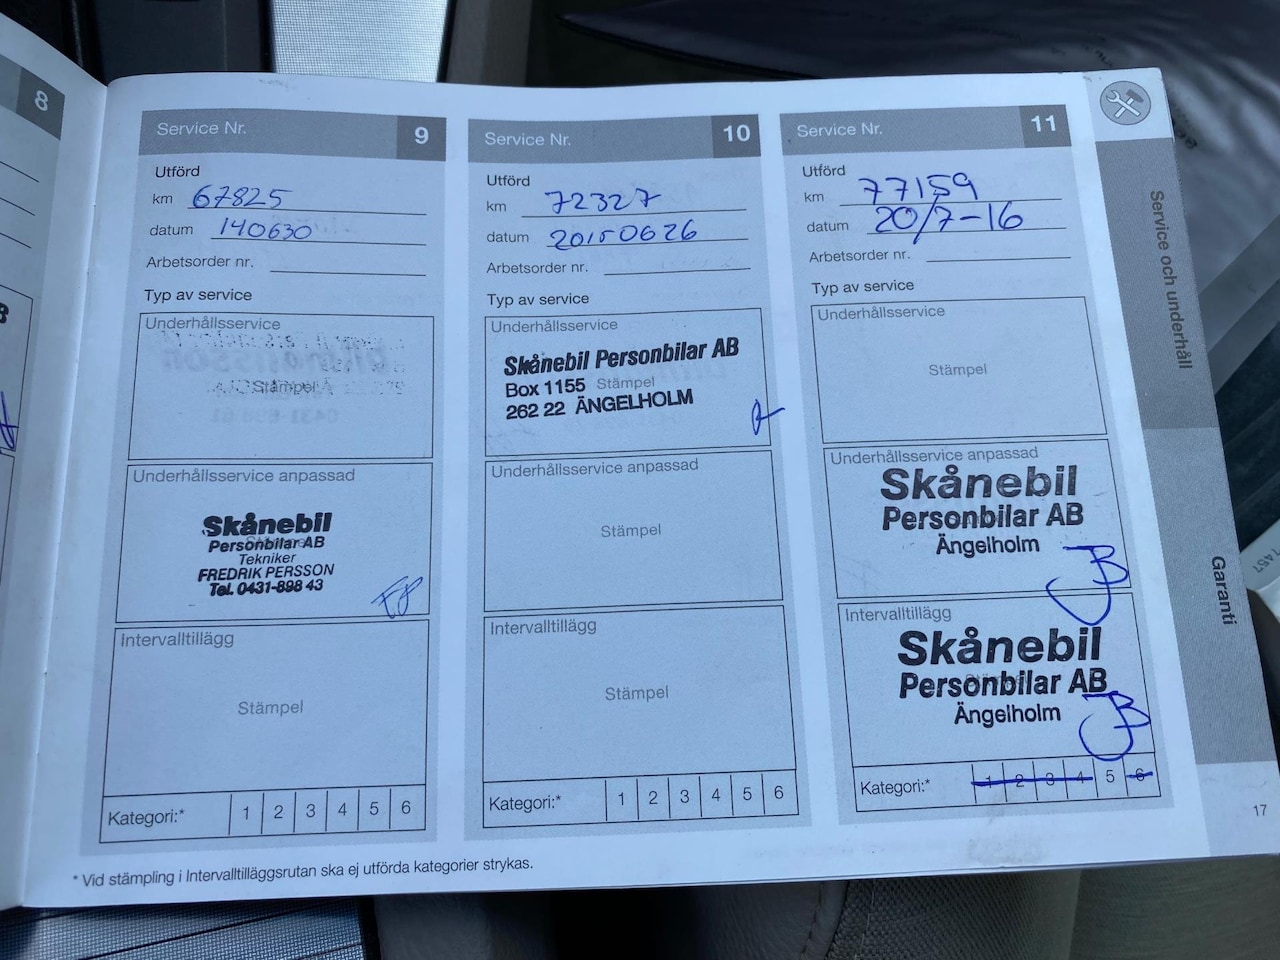 8
Service Nr. 9
Utförd
km 67825
datum 140630
Arbetsorder nr.
Typ av service
Underhållsservice
Stämpel
Underhållsservice anpassad
Skånebil
Personbilar AB
Tekniker
FREDRIK PERSSON
Tel. 0431-898 43
FP
Intervalltillägg
Stämpel
Kategori:* 1 2 3 4 5 6
Service Nr. 10
Utförd
km 72327
datum 20150626
Arbetsorder nr.
Typ av service
Underhållsservice
Skånebil Personbilar AB
Box 1155 Stämpel
262 22 ÄNGELHOLM
Underhållsservice anpassad
Stämpel
Intervalltillägg
Stämpel
Kategori:* 1 2 3 4 5 6
Service Nr. 11
Utförd
km 77159
datum 20/7-16
Arbetsorder nr.
Typ av service
Underhållsservice
Stämpel
Underhållsservice anpassad
Skånebil
Personbilar AB
Ängelholm
JB
Intervalltillägg
Skånebil
Personbilar AB
Ängelholm
JB
Kategori:* 1 2 3 4 5 6
* Vid stämpling i Intervalltilläggsrutan ska ej utförda kategorier strykas.
Service och underhåll
Garanti
17